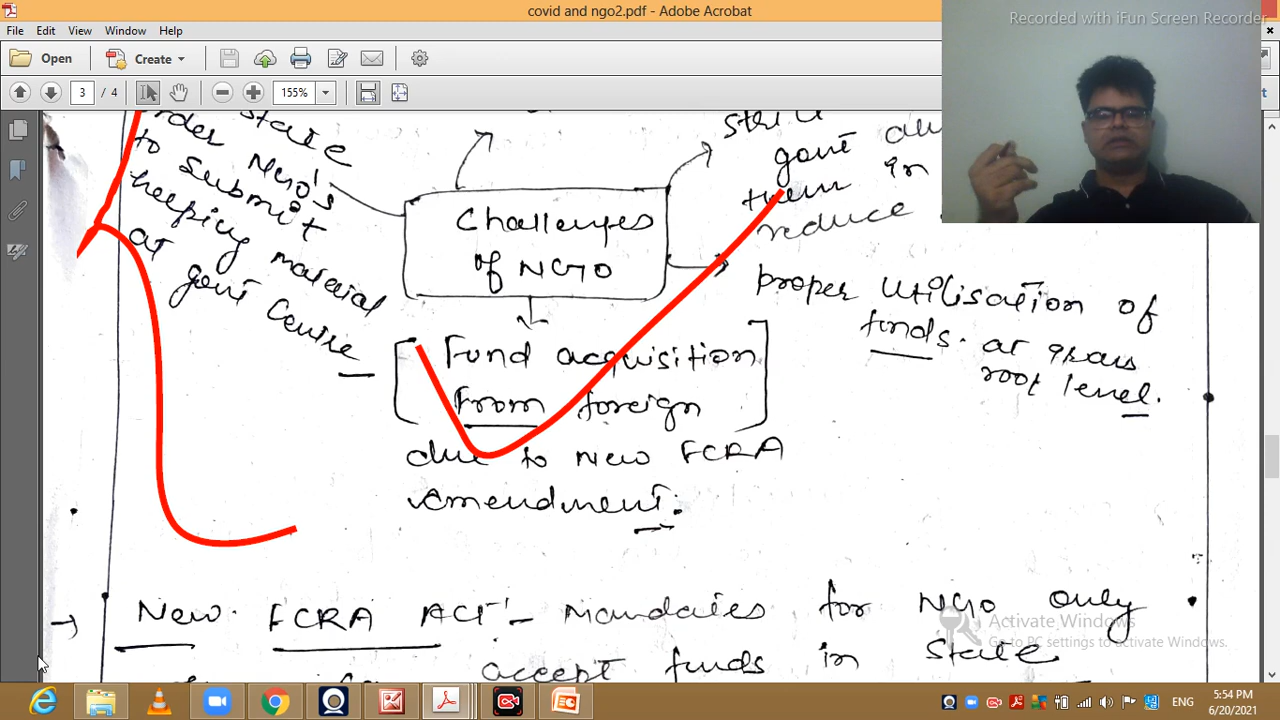 covid and ngo2.pdf - Adobe Acrobat
Recorded with iFun Screen Recorder
File Edit View Window Help
Open Create
3 / 4 155%
state
order NGO's
to submit
helping material
at govt Centre
Challenges
of NGO
govt
them in
reduce
proper utilisation of
funds. at grass
root level.
Fund acquisition
From foreign
due to New FCRA
Amendment.
→ New FCRA ACT - Mandates for NGO only
accept funds in State
Activate Windows
Go to PC settings to activate Windows.
ENG
5:54 PM
6/20/2021